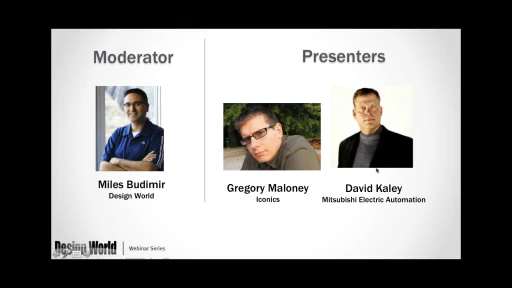 Moderator
Presenters
Miles Budimir
Design World
Gregory Maloney
Iconics
David Kaley
Mitsubishi Electric Automation
Design World
Webinar Series